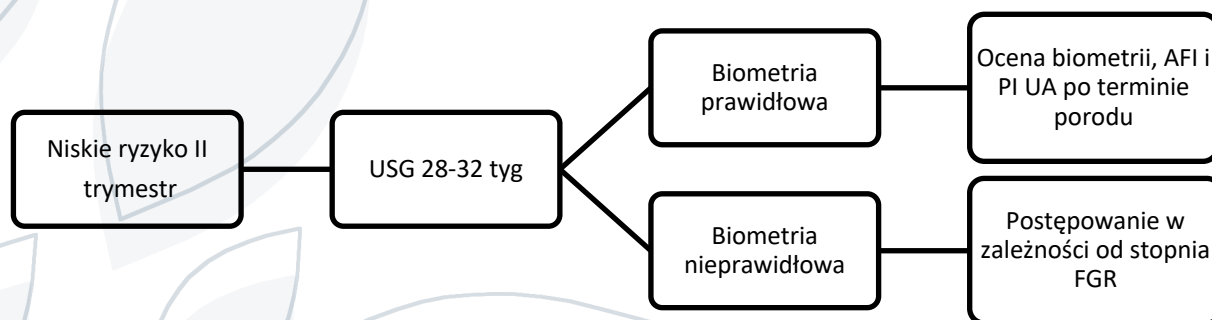 Niskie ryzyko II
trymestr
USG 28-32 tyg
Biometria
prawidłowa
Ocena biometrii, AFI i
PI UA po terminie
porodu
Biometria
nieprawidłowa
Postępowanie w
zależności od stopnia
FGR